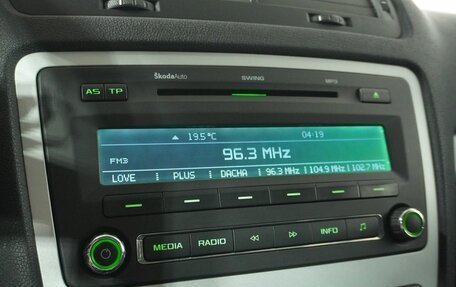 ŠkodaAuto SWING MP3
AS TP
19.5°C 04:19
FM3 96.3 MHz
LOVE PLUS DACHA 96.3 MHz 104.9 MHz 102.7 MHz
MEDIA RADIO INFO